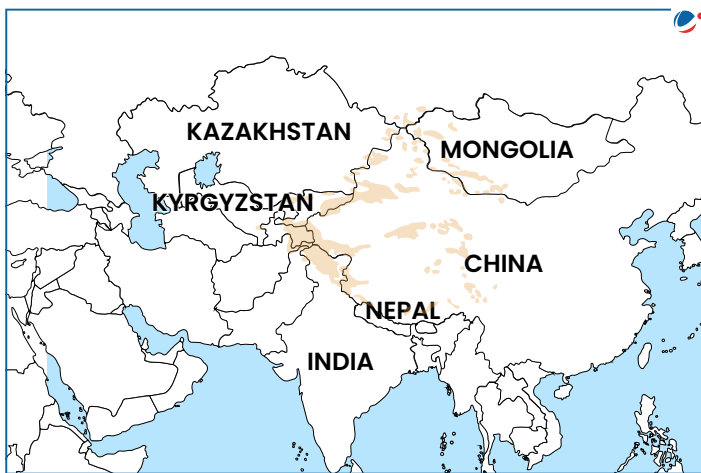 KAZAKHSTAN
MONGOLIA
KYRGYZSTAN
CHINA
NEPAL
INDIA